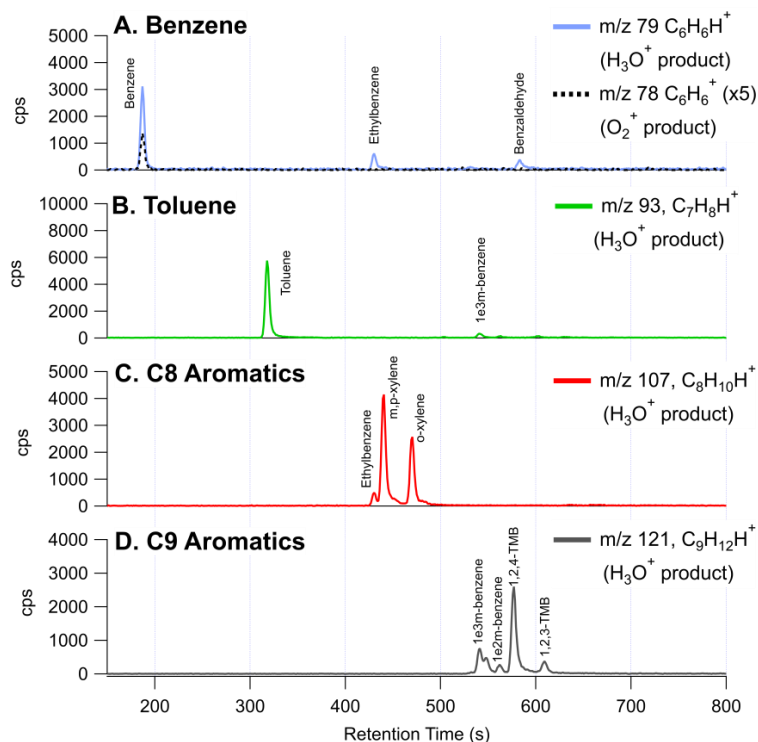 A. Benzene
m/z 79 C₆H₆H⁺
(H₃O⁺ product)
m/z 78 C₆H₆⁺ (x5)
(O₂⁺ product)
5000
4000
3000
2000
1000
0
cps
Benzene
Ethylbenzene
Benzaldehyde
B. Toluene
m/z 93, C₇H₈H⁺
(H₃O⁺ product)
10000
8000
6000
4000
2000
0
cps
Toluene
1e3m-benzene
C. C8 Aromatics
m/z 107, C₈H₁₀H⁺
(H₃O⁺ product)
5000
4000
3000
2000
1000
0
cps
Ethylbenzene
m,p-xylene
o-xylene
D. C9 Aromatics
m/z 121, C₉H₁₂H⁺
(H₃O⁺ product)
4000
3000
2000
1000
0
cps
1e3m-benzene
1e2m-benzene
1,2,4-TMB
1,2,3-TMB
200 300 400 500 600 700 800
Retention Time (s)